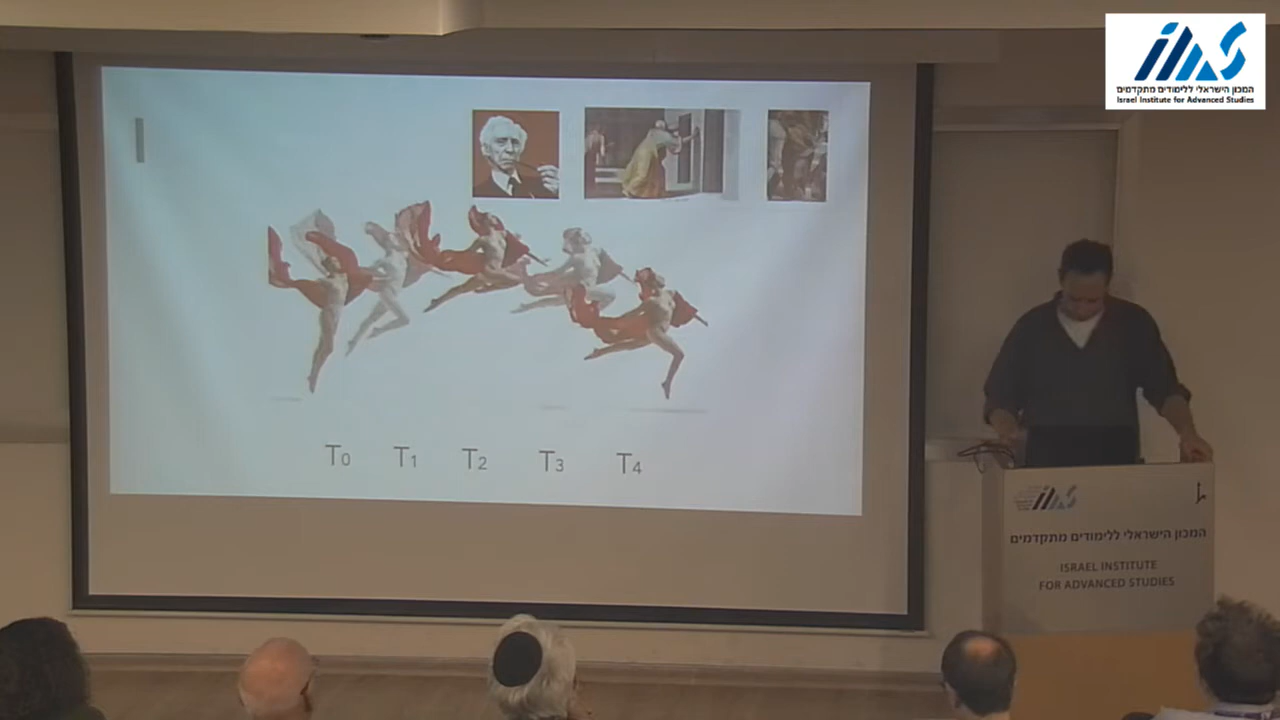 המכון הישראלי ללימודים מתקדמים
Israel Institute for Advanced Studies
T0 T1 T2 T3 T4
המכון הישראלי ללימודים מתקדמים
ISRAEL INSTITUTE
FOR ADVANCED STUDIES